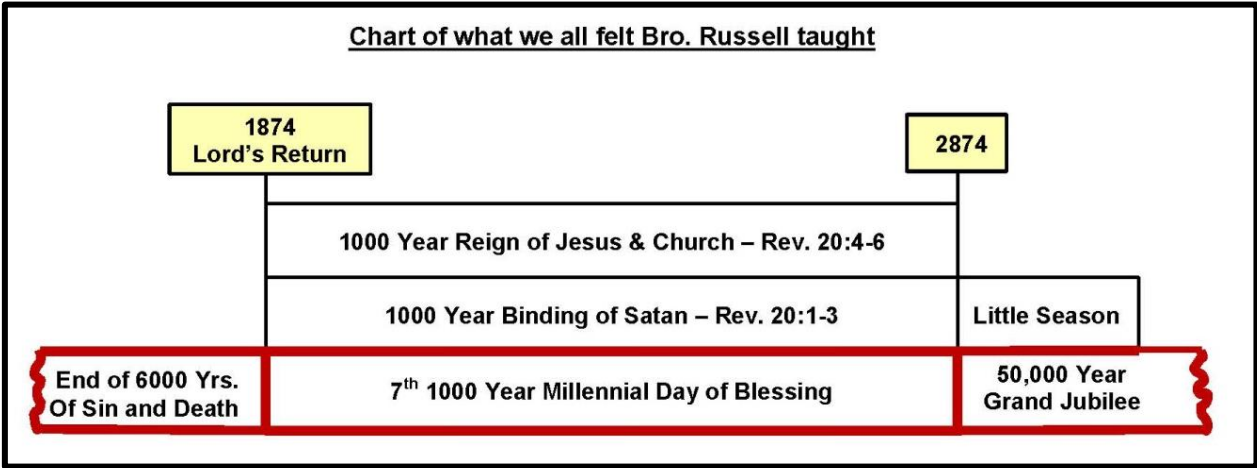 Chart of what we all felt Bro. Russell taught
1874
Lord's Return
2874
1000 Year Reign of Jesus & Church – Rev. 20:4-6
1000 Year Binding of Satan – Rev. 20:1-3
Little Season
End of 6000 Yrs.
Of Sin and Death
7th 1000 Year Millennial Day of Blessing
50,000 Year
Grand Jubilee